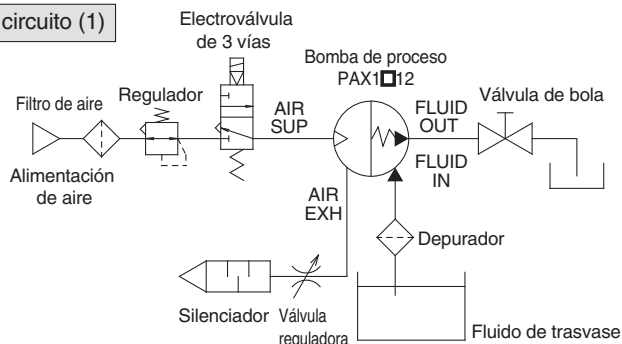 circuito (1)
Electroválvula
de 3 vías
Bomba de proceso
PAX1□12
Filtro de aire
Regulador
AIR
SUP
FLUID
OUT
Válvula de bola
FLUID
IN
Alimentación
de aire
AIR
EXH
Depurador
Silenciador
Válvula
reguladora
Fluido de trasvase